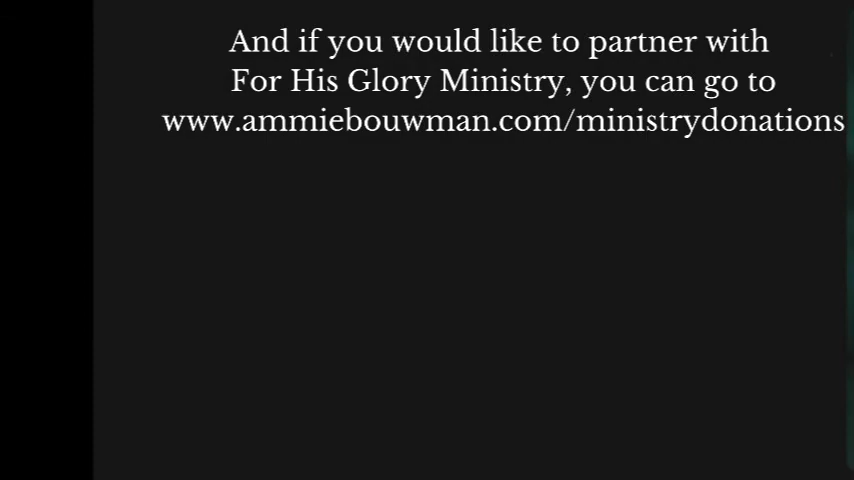 And if you would like to partner with
For His Glory Ministry, you can go to
www.ammiebouwman.com/ministrydonations